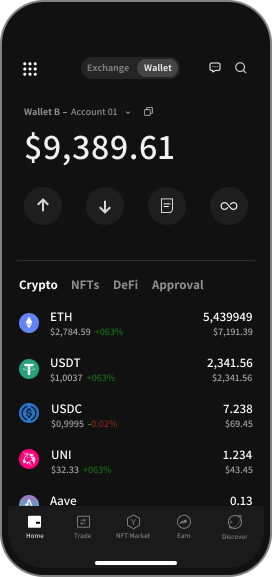 Exchange Wallet
Wallet B – Account 01
$9,389.61
Crypto NFTs DeFi Approval
ETH 5,439949
$2,784.59 +063% $7,191.39
USDT 2,341.56
$1,0037 +063% $2,341.56
USDC 7.238
$0,9995 -0.02% $69.45
UNI 1.234
$32.33 +063% $43.45
Aave 0.13
Home Trade NFT Market Earn Discover